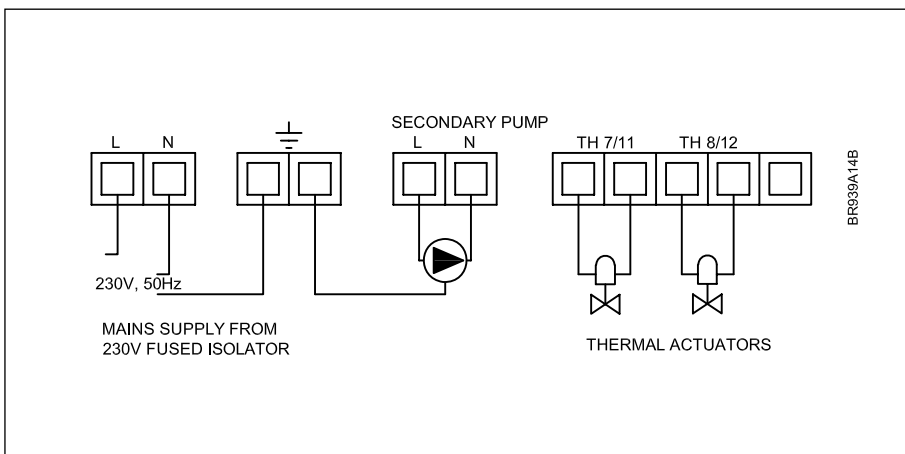 SECONDARY PUMP
L N L N TH 7/11 TH 8/12
230V, 50Hz
MAINS SUPPLY FROM
230V FUSED ISOLATOR
THERMAL ACTUATORS
BR939A14B